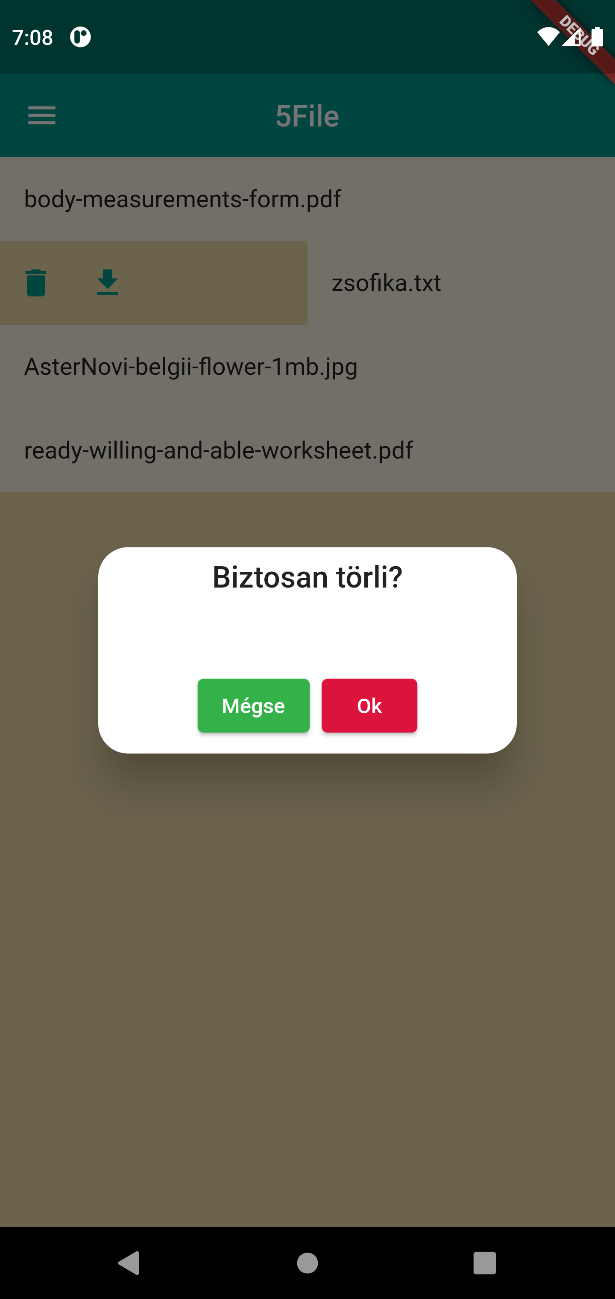 7:08
DEBUG
5File
body-measurements-form.pdf
zsofika.txt
AsterNovi-belgii-flower-1mb.jpg
ready-willing-and-able-worksheet.pdf
Biztosan törli?
Mégse
Ok